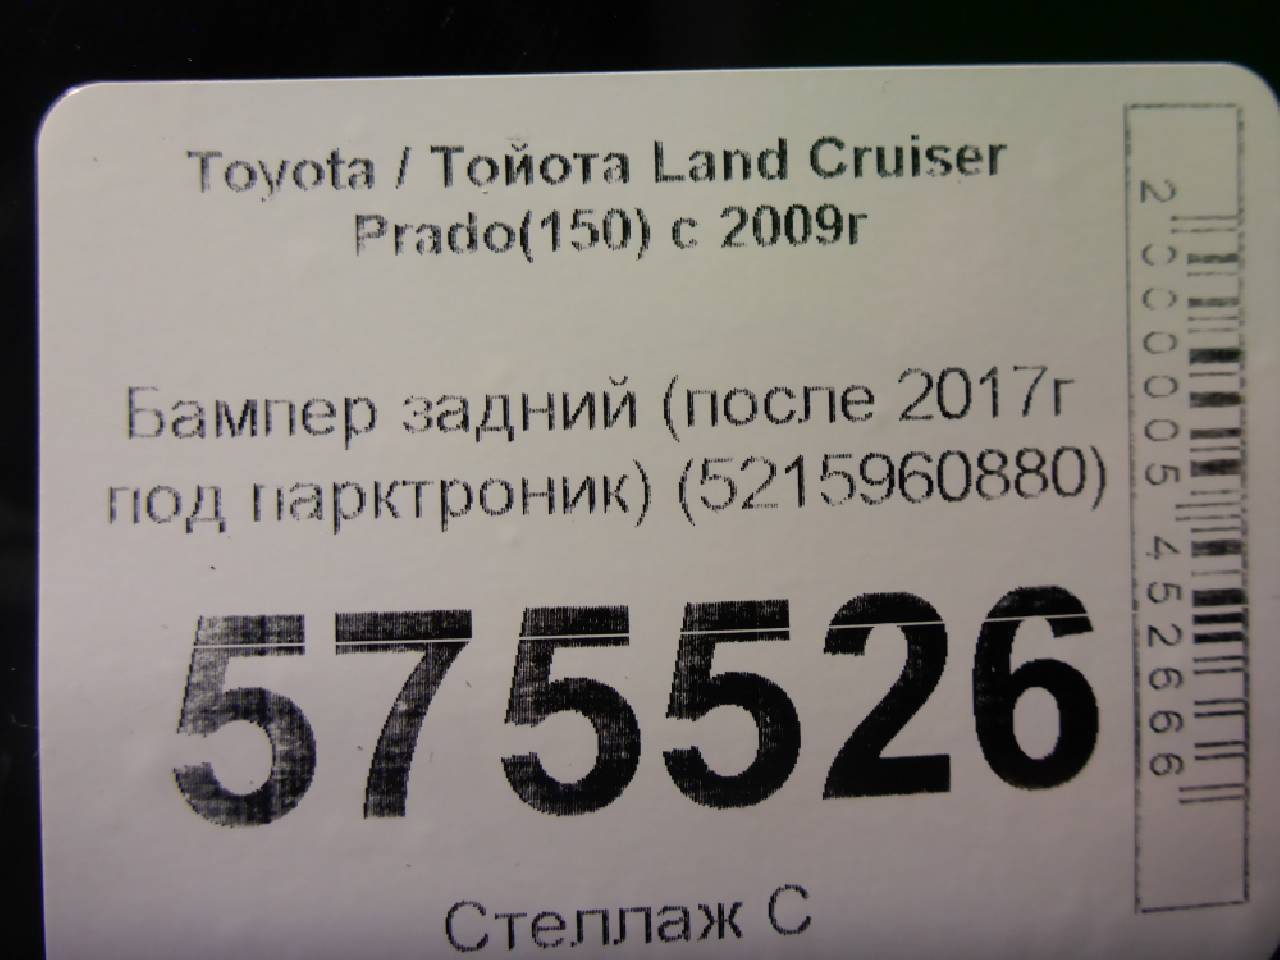 Toyota / Тойота Land Cruiser
Prado(150) с 2009г
Бампер задний (после 2017г
под парктроник) (5215960880)
575526
Стеллаж С
2000005452666